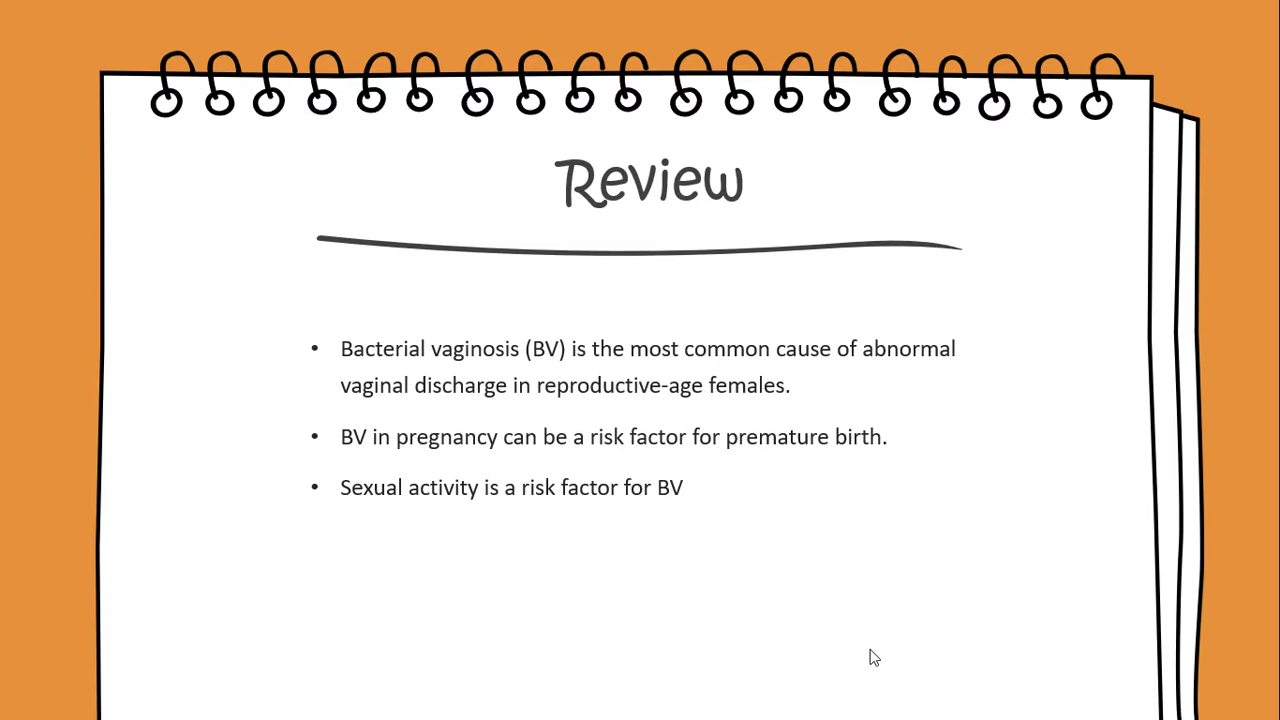 Review
• Bacterial vaginosis (BV) is the most common cause of abnormal
vaginal discharge in reproductive-age females.
• BV in pregnancy can be a risk factor for premature birth.
• Sexual activity is a risk factor for BV